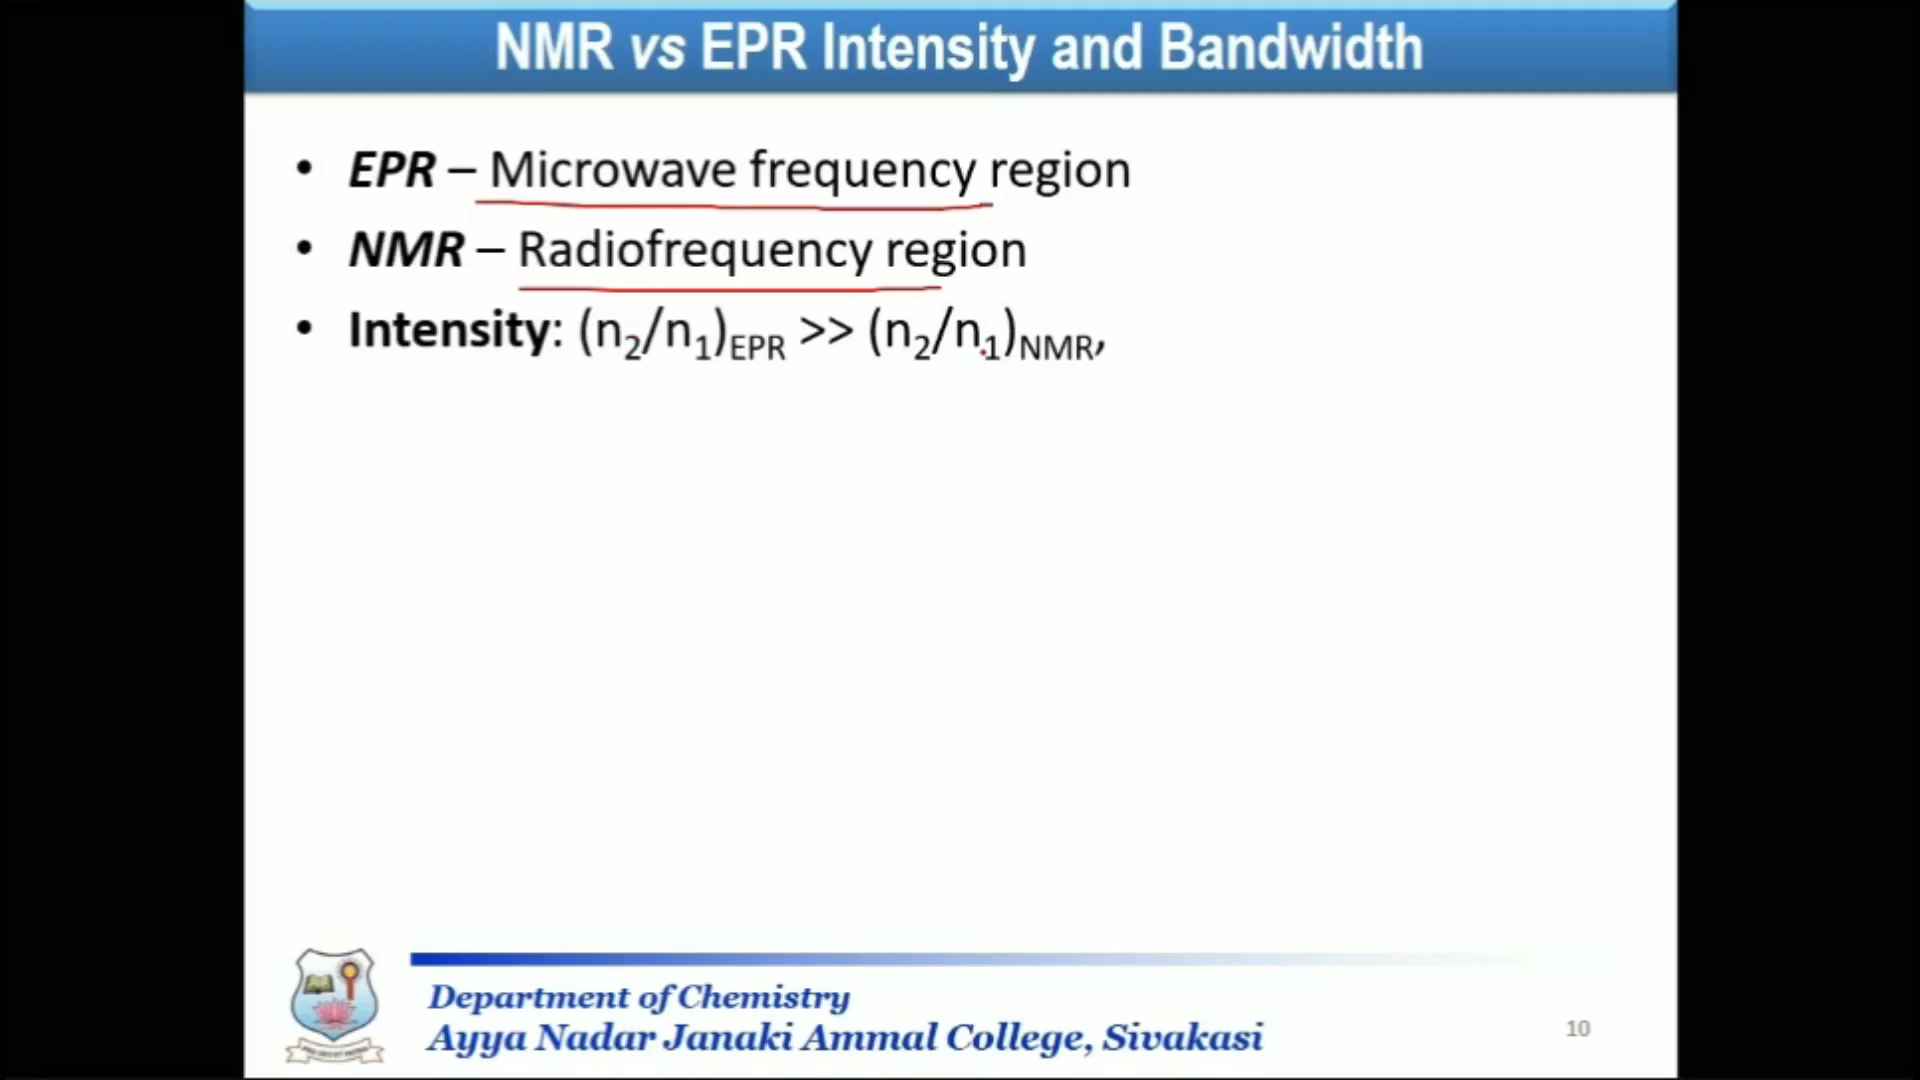 NMR vs EPR Intensity and Bandwidth
• EPR – Microwave frequency region
• NMR – Radiofrequency region
• Intensity: (n₂/n₁)EPR >> (n₂/n₁)NMR,
Department of Chemistry
Ayya Nadar Janaki Ammal College, Sivakasi
10